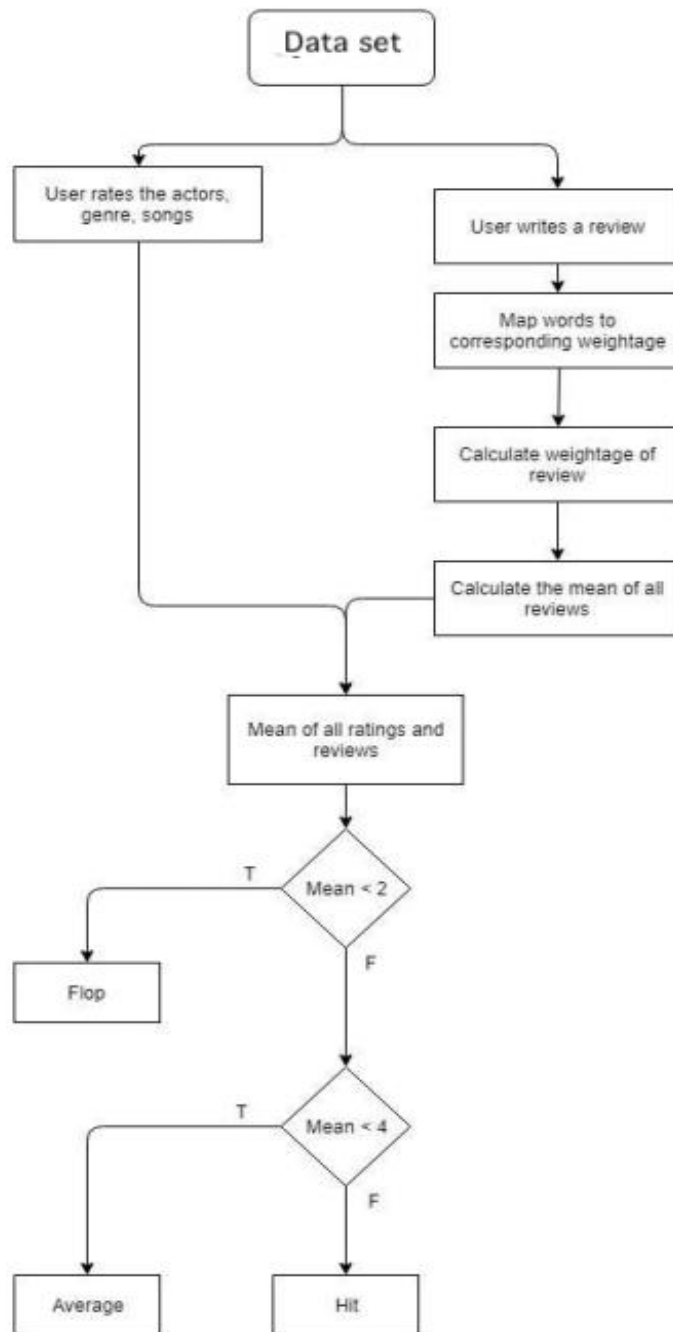 Data set
User rates the actors,
genre, songs
User writes a review
Map words to
corresponding weightage
Calculate weightage of
review
Calculate the mean of all
reviews
Mean of all ratings and
reviews
Mean < 2
T
F
Flop
Mean < 4
T
F
Average
Hit